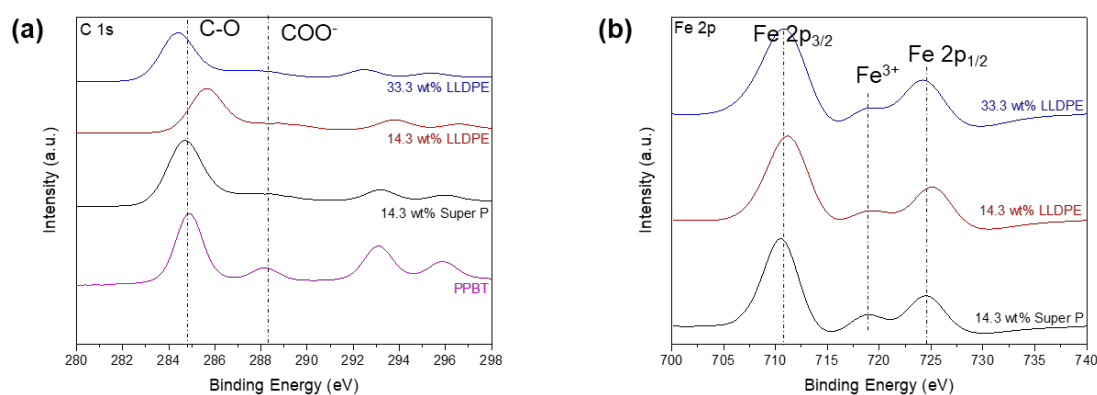 (a)
C 1s
C-O
COO⁻
33.3 wt% LLDPE
14.3 wt% LLDPE
14.3 wt% Super P
PPBT
Intensity (a.u.)
280 282 284 286 288 290 292 294 296 298
Binding Energy (eV)
(b)
Fe 2p
Fe 2p3/2
Fe³⁺
Fe 2p1/2
33.3 wt% LLDPE
14.3 wt% LLDPE
14.3 wt% Super P
Intensity (a.u.)
700 705 710 715 720 725 730 735 740
Binding Energy (eV)